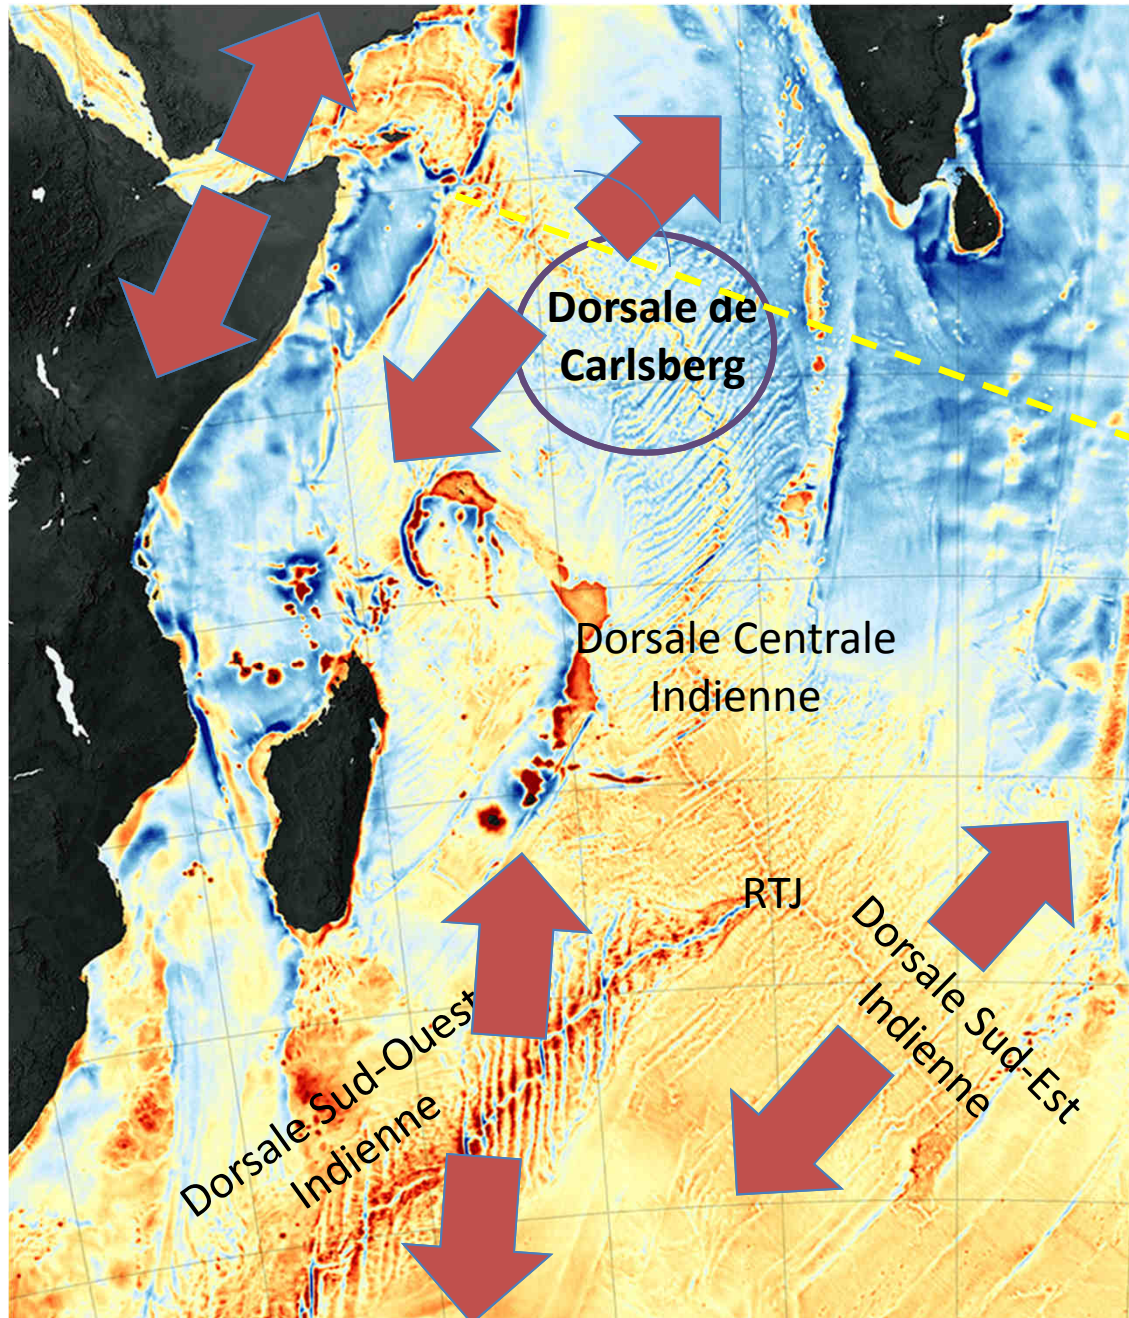 Dorsale de
Carlsberg
Dorsale Centrale
Indienne
RTJ
Dorsale Sud-Est
Indienne
Dorsale Sud-Ouest
Indienne